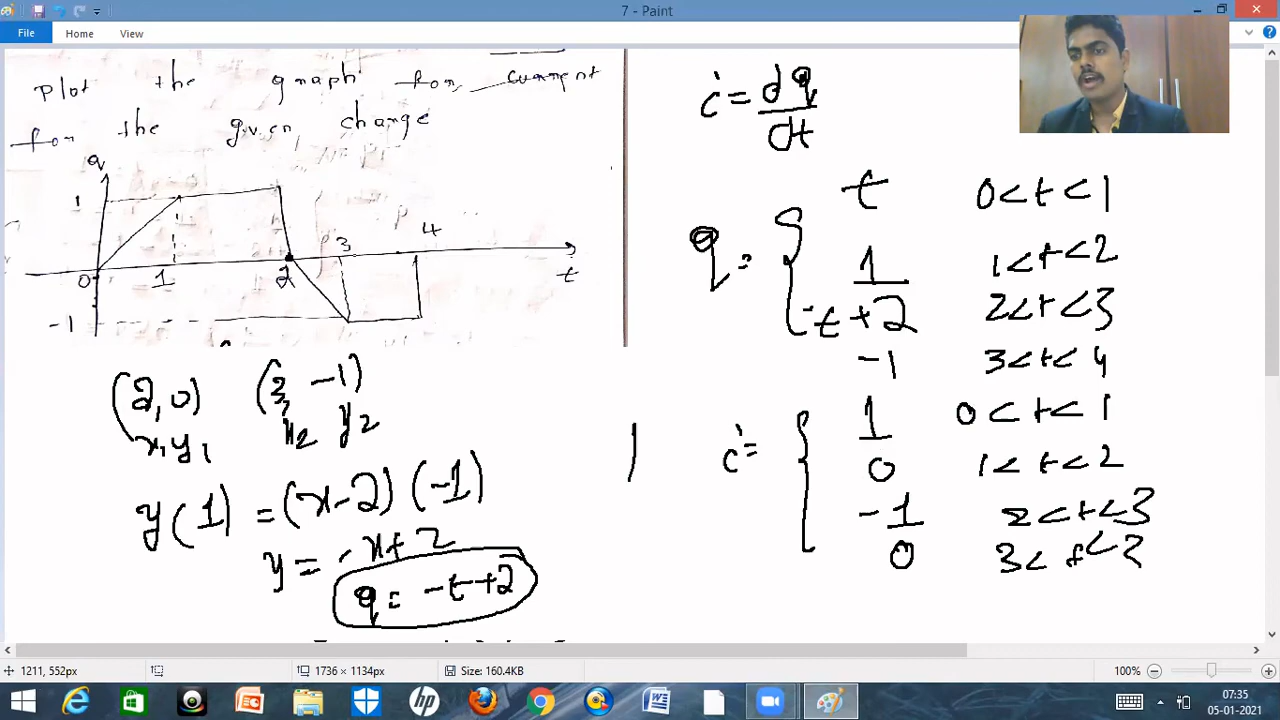 7 - Paint
File Home View
Plot the graph for current
for the given charge
q
1
0 1 2 3 4 t
-1
(2, 0) (3, -1)
x, y1 x2 y2
y(1) = (x-2) (-1)
y = -x+2
q = -t+2
i = dq
dt
q = { t 0<t<1
1 1<t<2
-t+2 2<t<3
-1 3<t<4
i = { 1 0<t<1
0 1<t<2
-1 2<t<3
0 3<t<2
1211, 552px 1736 × 1134px Size: 160.4KB 100%
07:35
05-01-2021